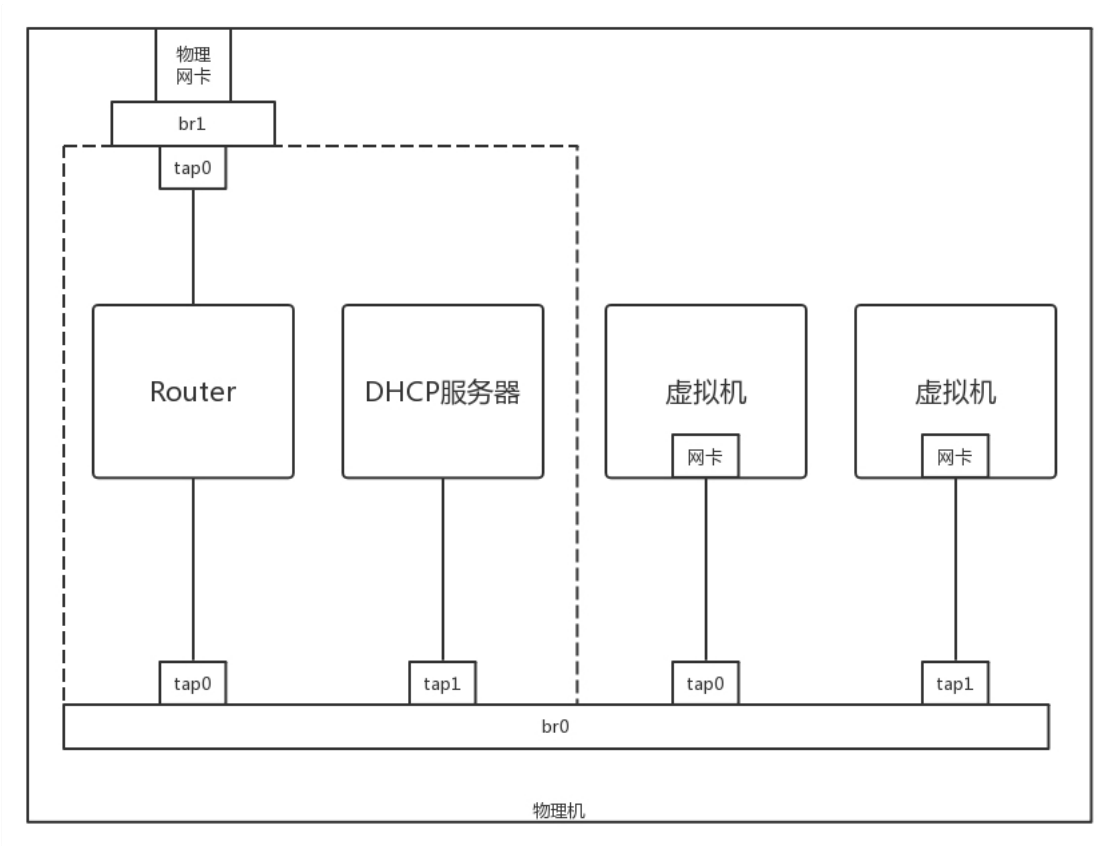 物理
网卡
br1
tap0
Router
DHCP服务器
虚拟机
虚拟机
网卡
网卡
tap0
tap1
tap0
tap1
br0
物理机